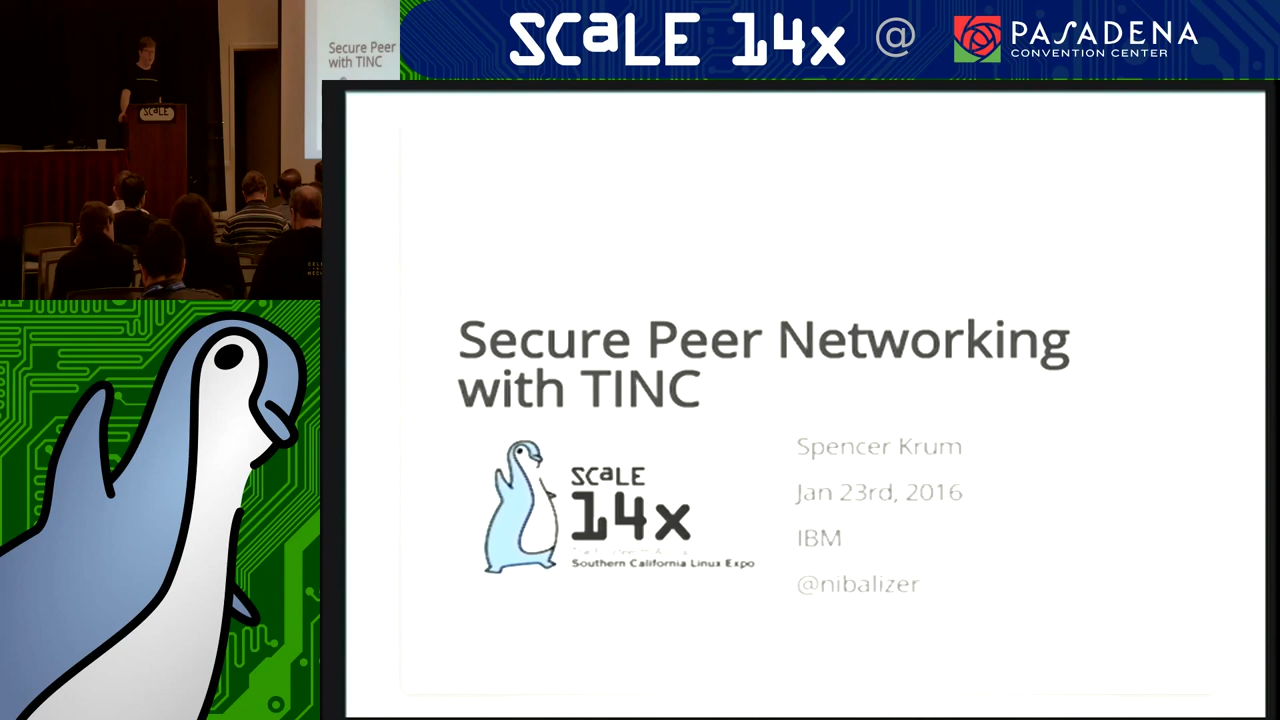 SCaLE 14x @ PASADENA
CONVENTION CENTER
Secure Peer
with TINC
SCaLE
Secure Peer Networking
with TINC
Spencer Krum
Jan 23rd, 2016
IBM
@nibalizer
SCaLE
14x
Southern California Linux Expo